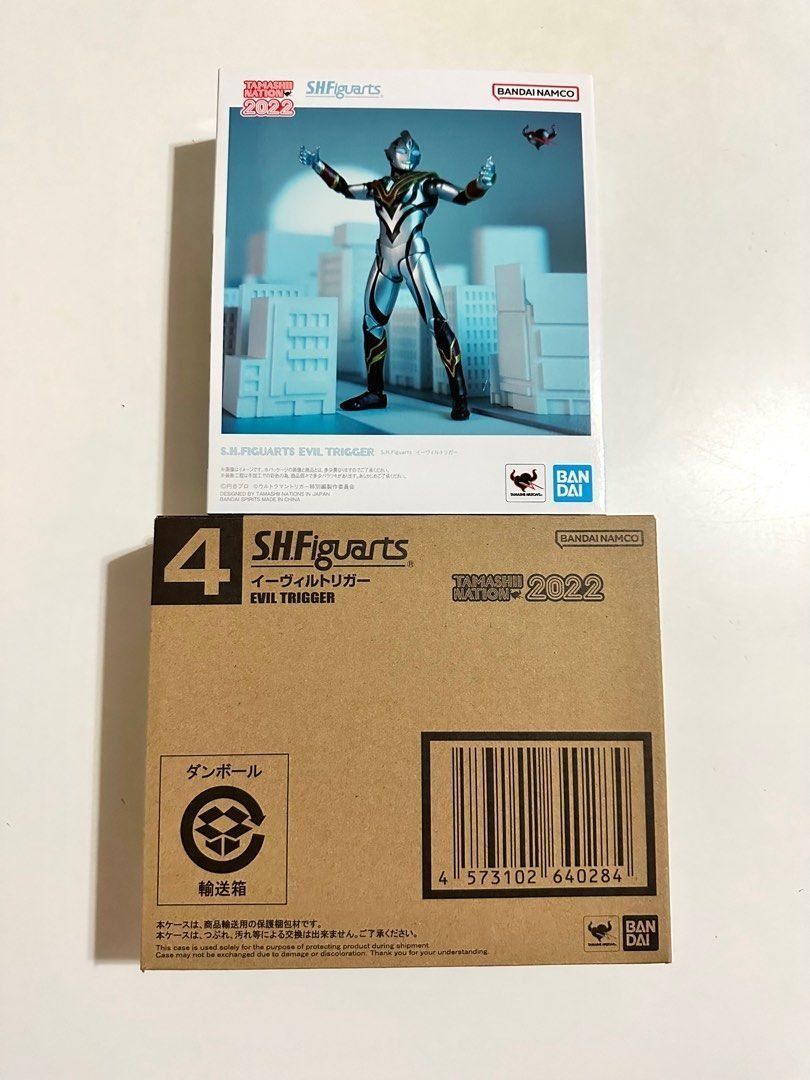 TAMASHII NATION 2022
S.H.Figuarts
BANDAI NAMCO
S.H.FIGUARTS EVIL TRIGGER S.H.Figuarts イーヴィルトリガー
©円谷プロ ©ウルトラマントリガー特別編製作委員会
DESIGNED BY TAMASHII NATIONS IN JAPAN
BANDAI SPIRITS MADE IN CHINA
TAMASHII NATIONS
BAN
DAI
4
S.H.Figuarts
イーヴィルトリガー
EVIL TRIGGER
BANDAI NAMCO
TAMASHII NATION 2022
ダンボール
輸送箱
4 573102 640284
本ケースは、商品輸送用の保護梱包材です。
本ケースは、つぶれ、汚れ等による交換は出来ません。ご了承ください。
This case is used solely for the purpose of protecting product during shipment.
Case may not be exchanged due to damage or discoloration. Thank you for your understanding.
TAMASHII NATIONS
BAN
DAI